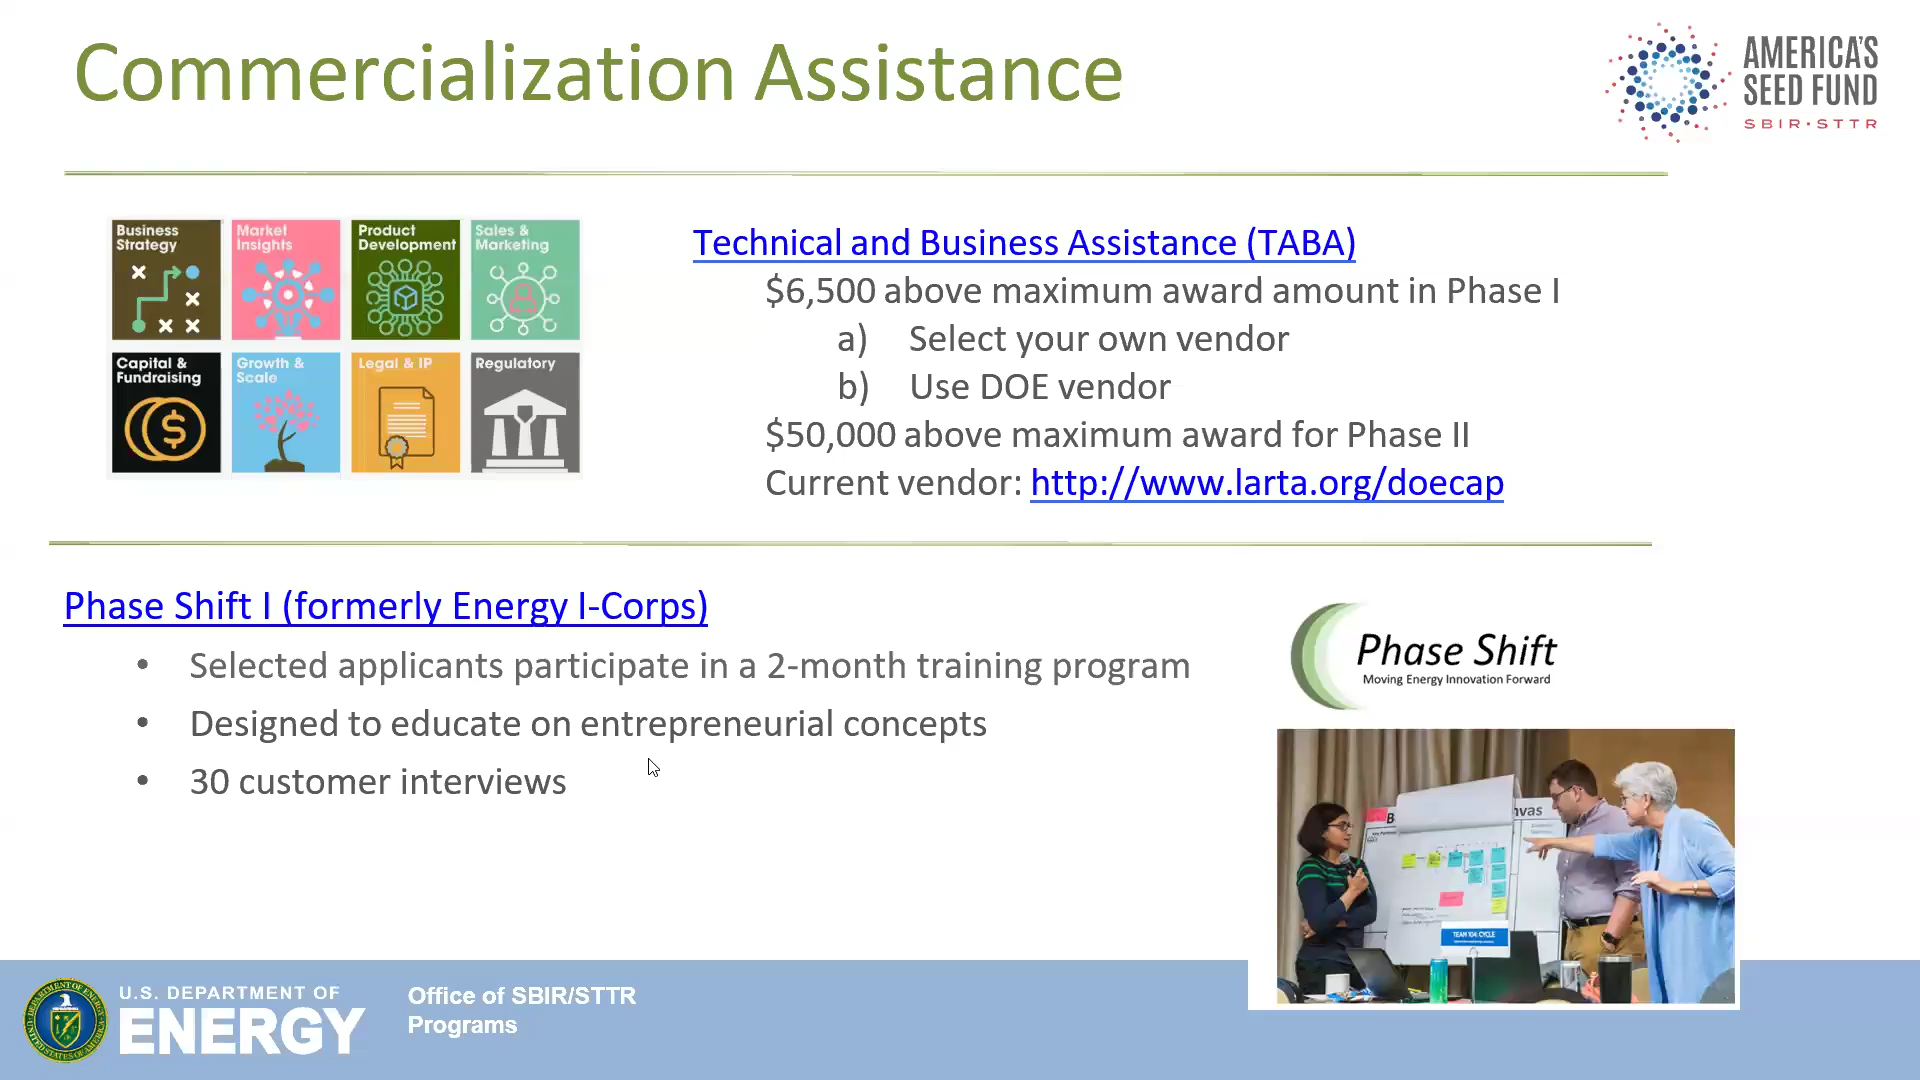 Commercialization Assistance
AMERICA'S
SEED FUND
SBIR·STTR
Business
Strategy
Market
Insights
Product
Development
Sales &
Marketing
Capital &
Fundraising
Growth &
Scale
Legal & IP
Regulatory
Technical and Business Assistance (TABA)
$6,500 above maximum award amount in Phase I
a) Select your own vendor
b) Use DOE vendor
$50,000 above maximum award for Phase II
Current vendor: http://www.larta.org/doecap
Phase Shift I (formerly Energy I-Corps)
• Selected applicants participate in a 2-month training program
• Designed to educate on entrepreneurial concepts
• 30 customer interviews
Phase Shift
Moving Energy Innovation Forward
B
vas
TEAM 104: CYCLE
U.S. DEPARTMENT OF
ENERGY
Office of SBIR/STTR
Programs